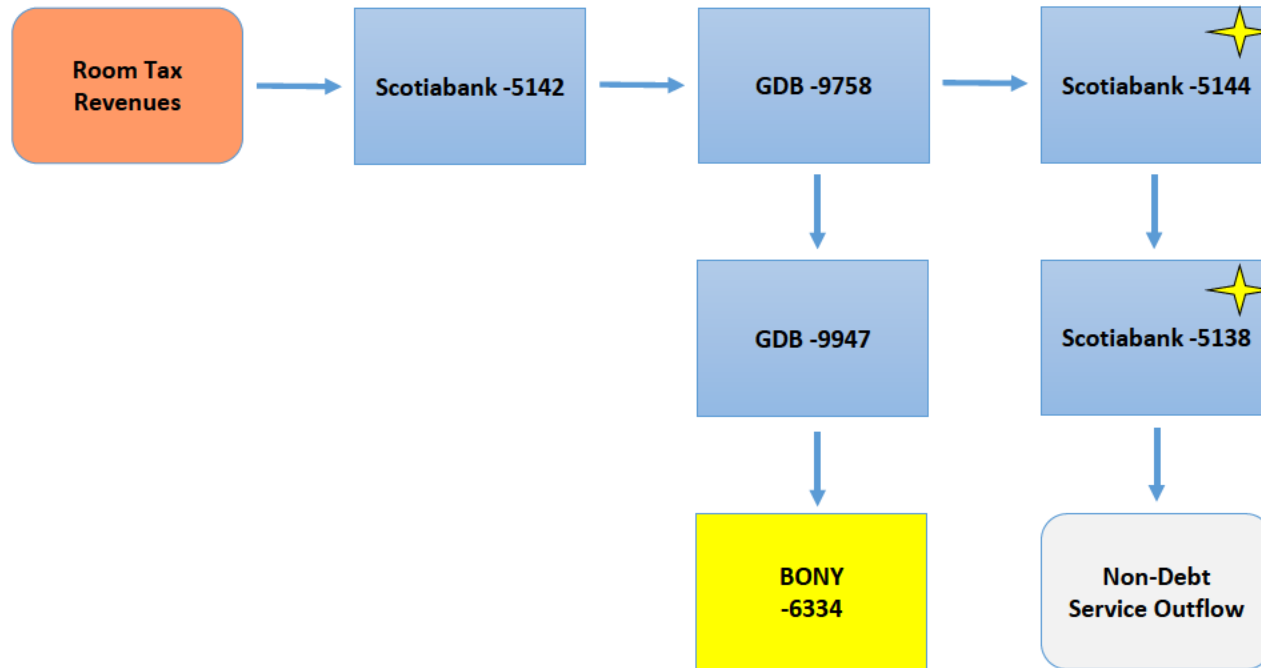 Room Tax
Revenues
Scotiabank -5142
GDB -9758
Scotiabank -5144
GDB -9947
Scotiabank -5138
BONY
-6334
Non-Debt
Service Outflow